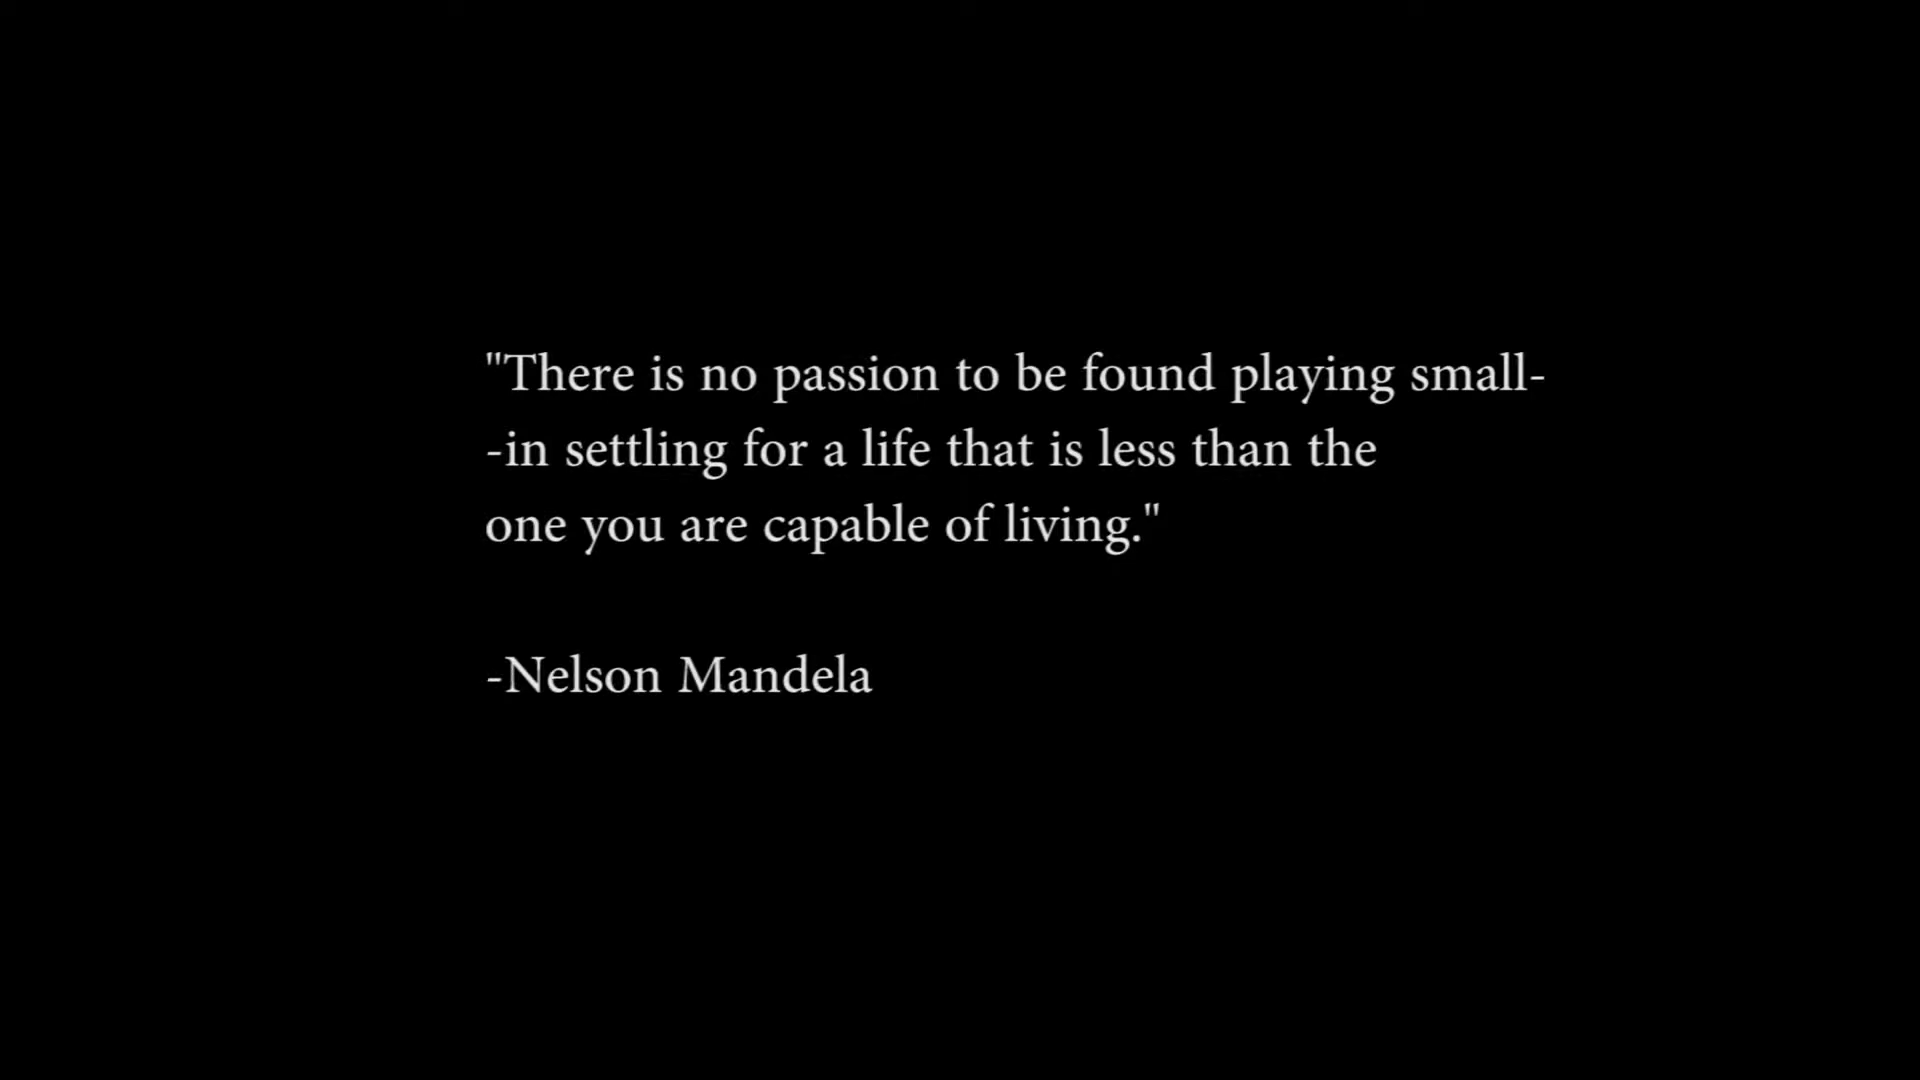 "There is no passion to be found playing small-
-in settling for a life that is less than the
one you are capable of living."
-Nelson Mandela